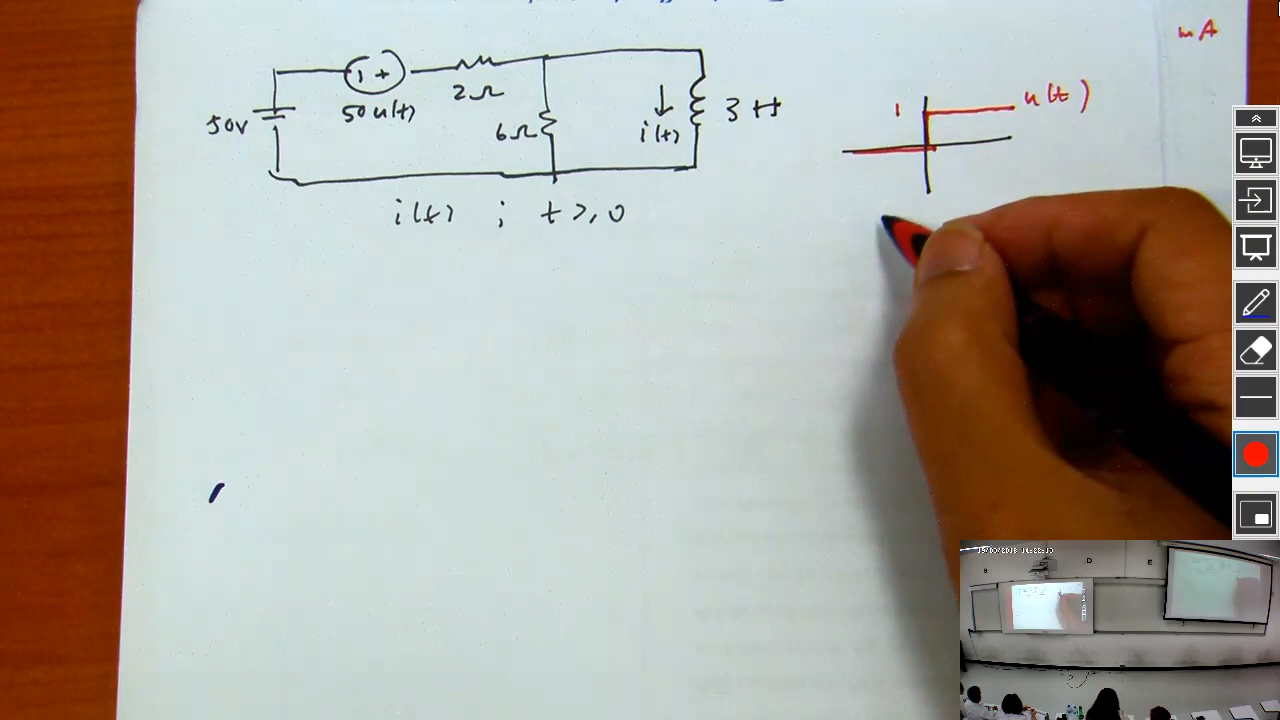 mA
50V
- +
50u(t)
2Ω
6Ω
i(t)
3H
i(t) ; t ≥ 0
1
u(t)
B
D
E